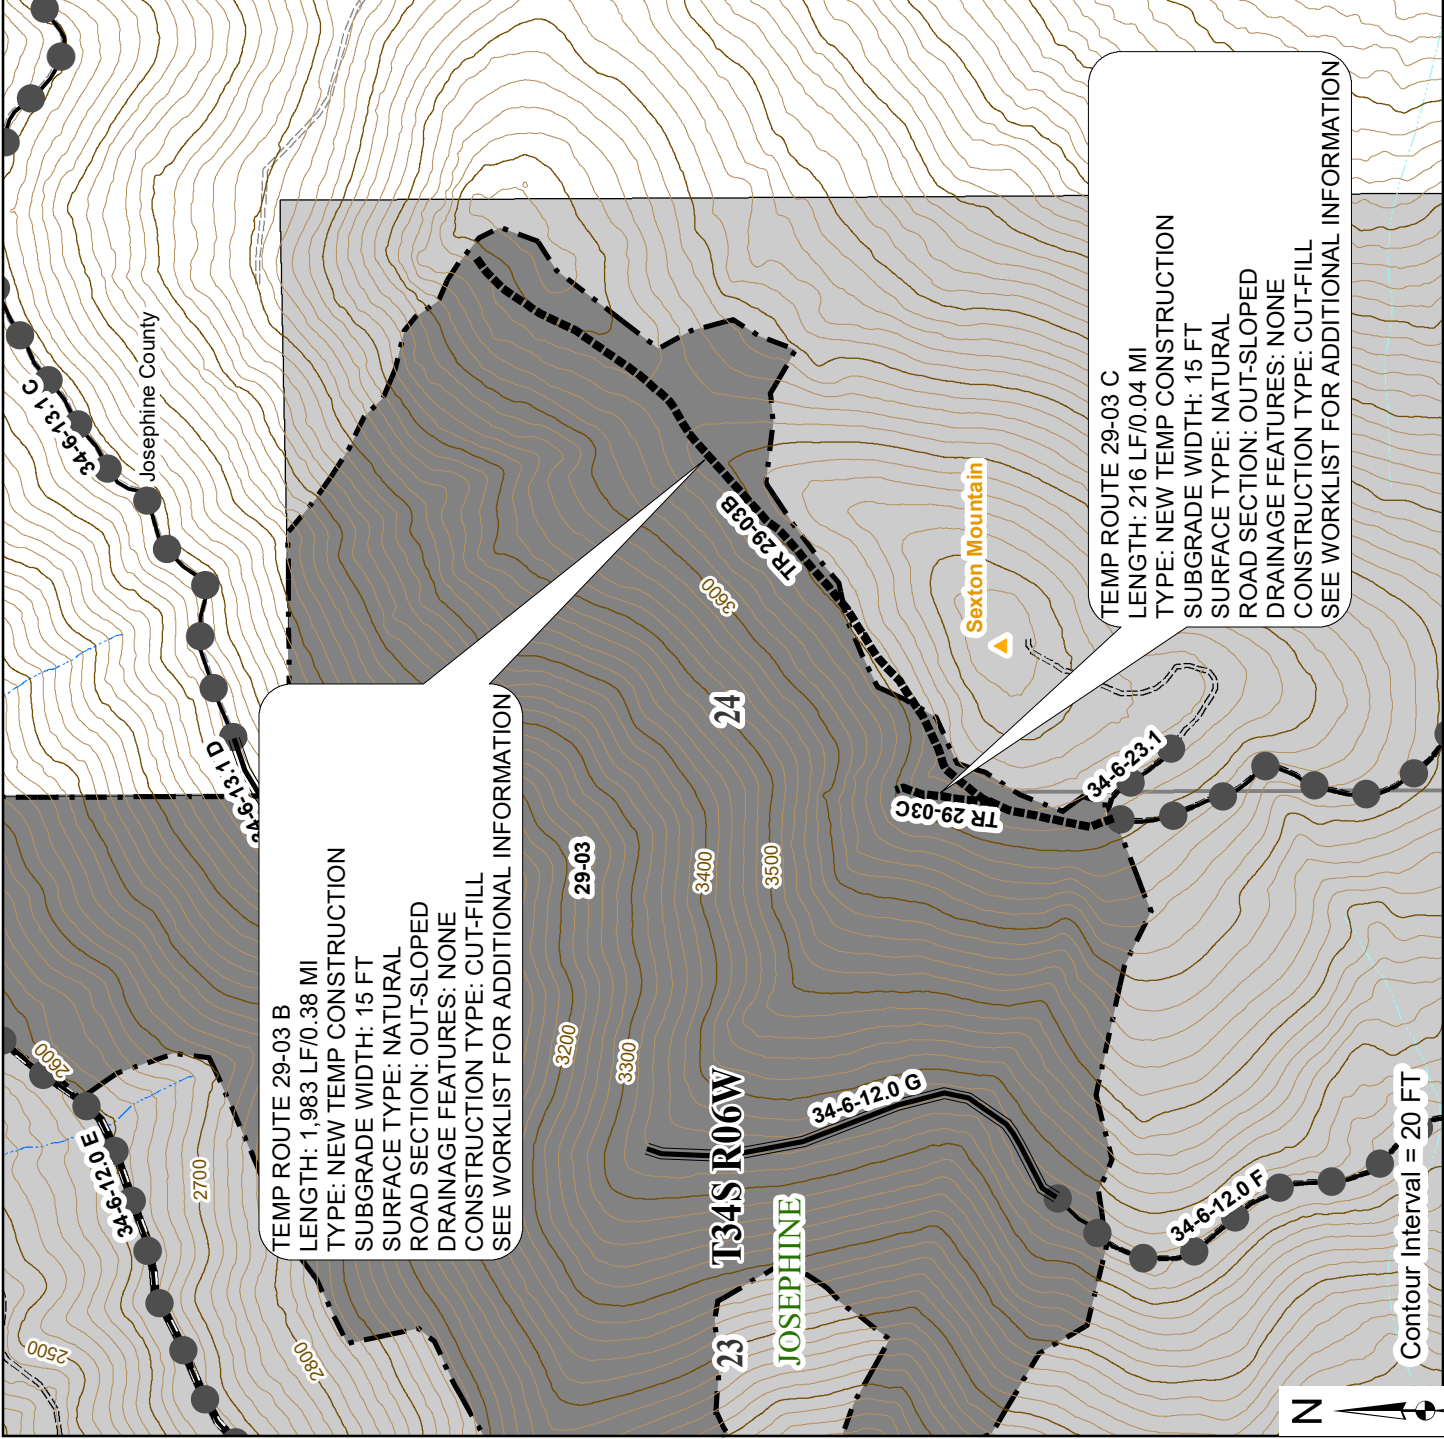 34-6-13.1 C
Josephine County
34-6-13.1 D
2600
34-6-12.0 E
2700
2500
2800
TEMP ROUTE 29-03 B
LENGTH: 1,983 LF/0.38 MI
TYPE: NEW TEMP CONSTRUCTION
SUBGRADE WIDTH: 15 FT
SURFACE TYPE: NATURAL
ROAD SECTION: OUT-SLOPED
DRAINAGE FEATURES: NONE
CONSTRUCTION TYPE: CUT-FILL
SEE WORKLIST FOR ADDITIONAL INFORMATION
29-03
3200
3300
3400
3500
3600
24
TR 29-03B
TR 29-03C
Sexton Mountain
34-6-23.1
TEMP ROUTE 29-03 C
LENGTH: 216 LF/0.04 MI
TYPE: NEW TEMP CONSTRUCTION
SUBGRADE WIDTH: 15 FT
SURFACE TYPE: NATURAL
ROAD SECTION: OUT-SLOPED
DRAINAGE FEATURES: NONE
CONSTRUCTION TYPE: CUT-FILL
SEE WORKLIST FOR ADDITIONAL INFORMATION
T34S R06W
23
JOSEPHINE
34-6-12.0 G
34-6-12.0 F
Contour Interval = 20 FT
N